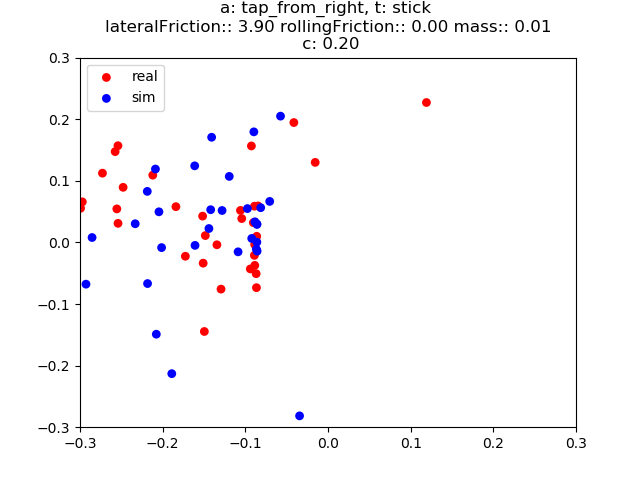 a: tap_from_right, t: stick
lateralFriction:: 3.90 rollingFriction:: 0.00 mass:: 0.01
c: 0.20
real
sim
0.3
0.2
0.1
0.0
−0.1
−0.2
−0.3
−0.3 −0.2 −0.1 0.0 0.1 0.2 0.3